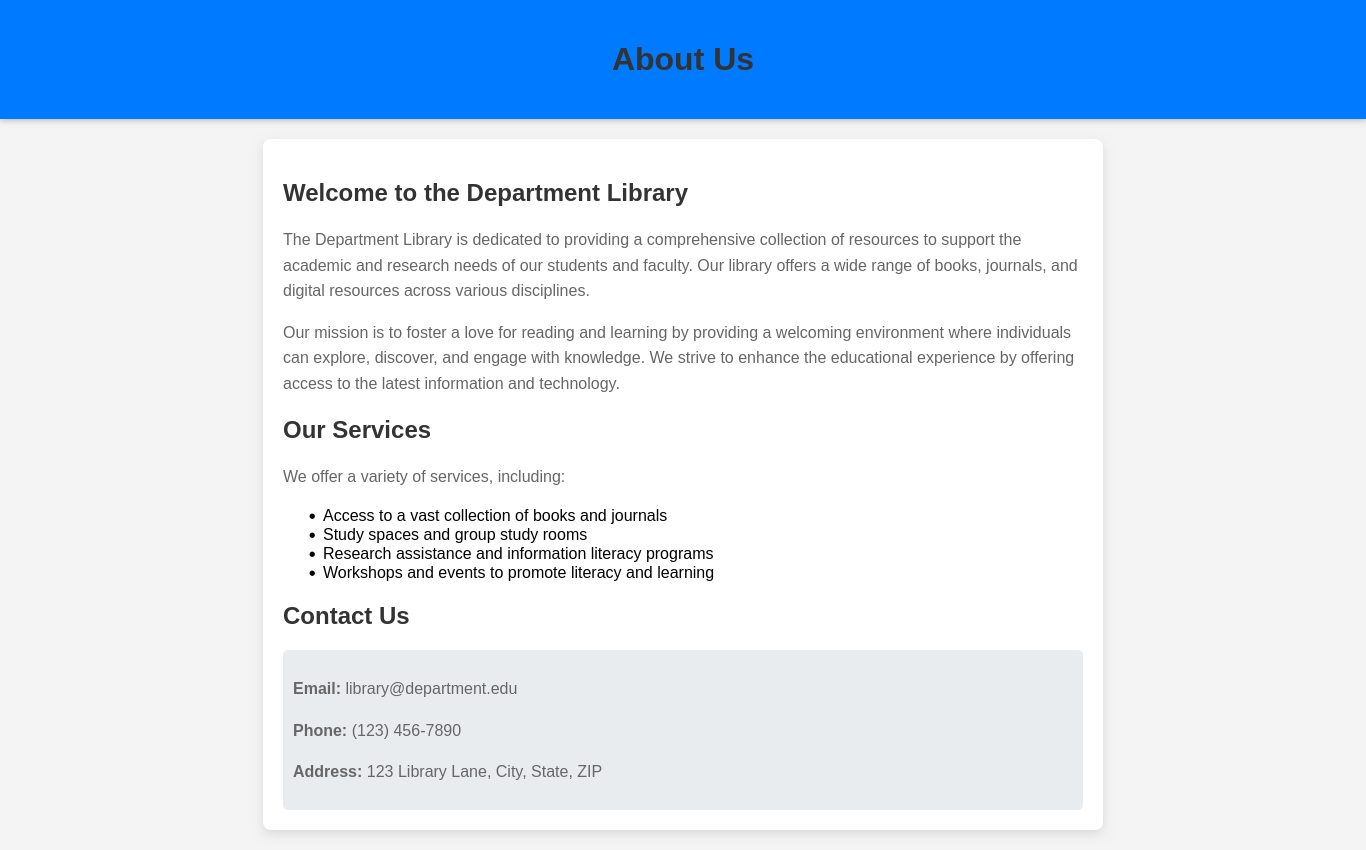 About Us
Welcome to the Department Library
The Department Library is dedicated to providing a comprehensive collection of resources to support the
academic and research needs of our students and faculty. Our library offers a wide range of books, journals, and
digital resources across various disciplines.
Our mission is to foster a love for reading and learning by providing a welcoming environment where individuals
can explore, discover, and engage with knowledge. We strive to enhance the educational experience by offering
access to the latest information and technology.
Our Services
We offer a variety of services, including:
• Access to a vast collection of books and journals
• Study spaces and group study rooms
• Research assistance and information literacy programs
• Workshops and events to promote literacy and learning
Contact Us
Email: library@department.edu
Phone: (123) 456-7890
Address: 123 Library Lane, City, State, ZIP